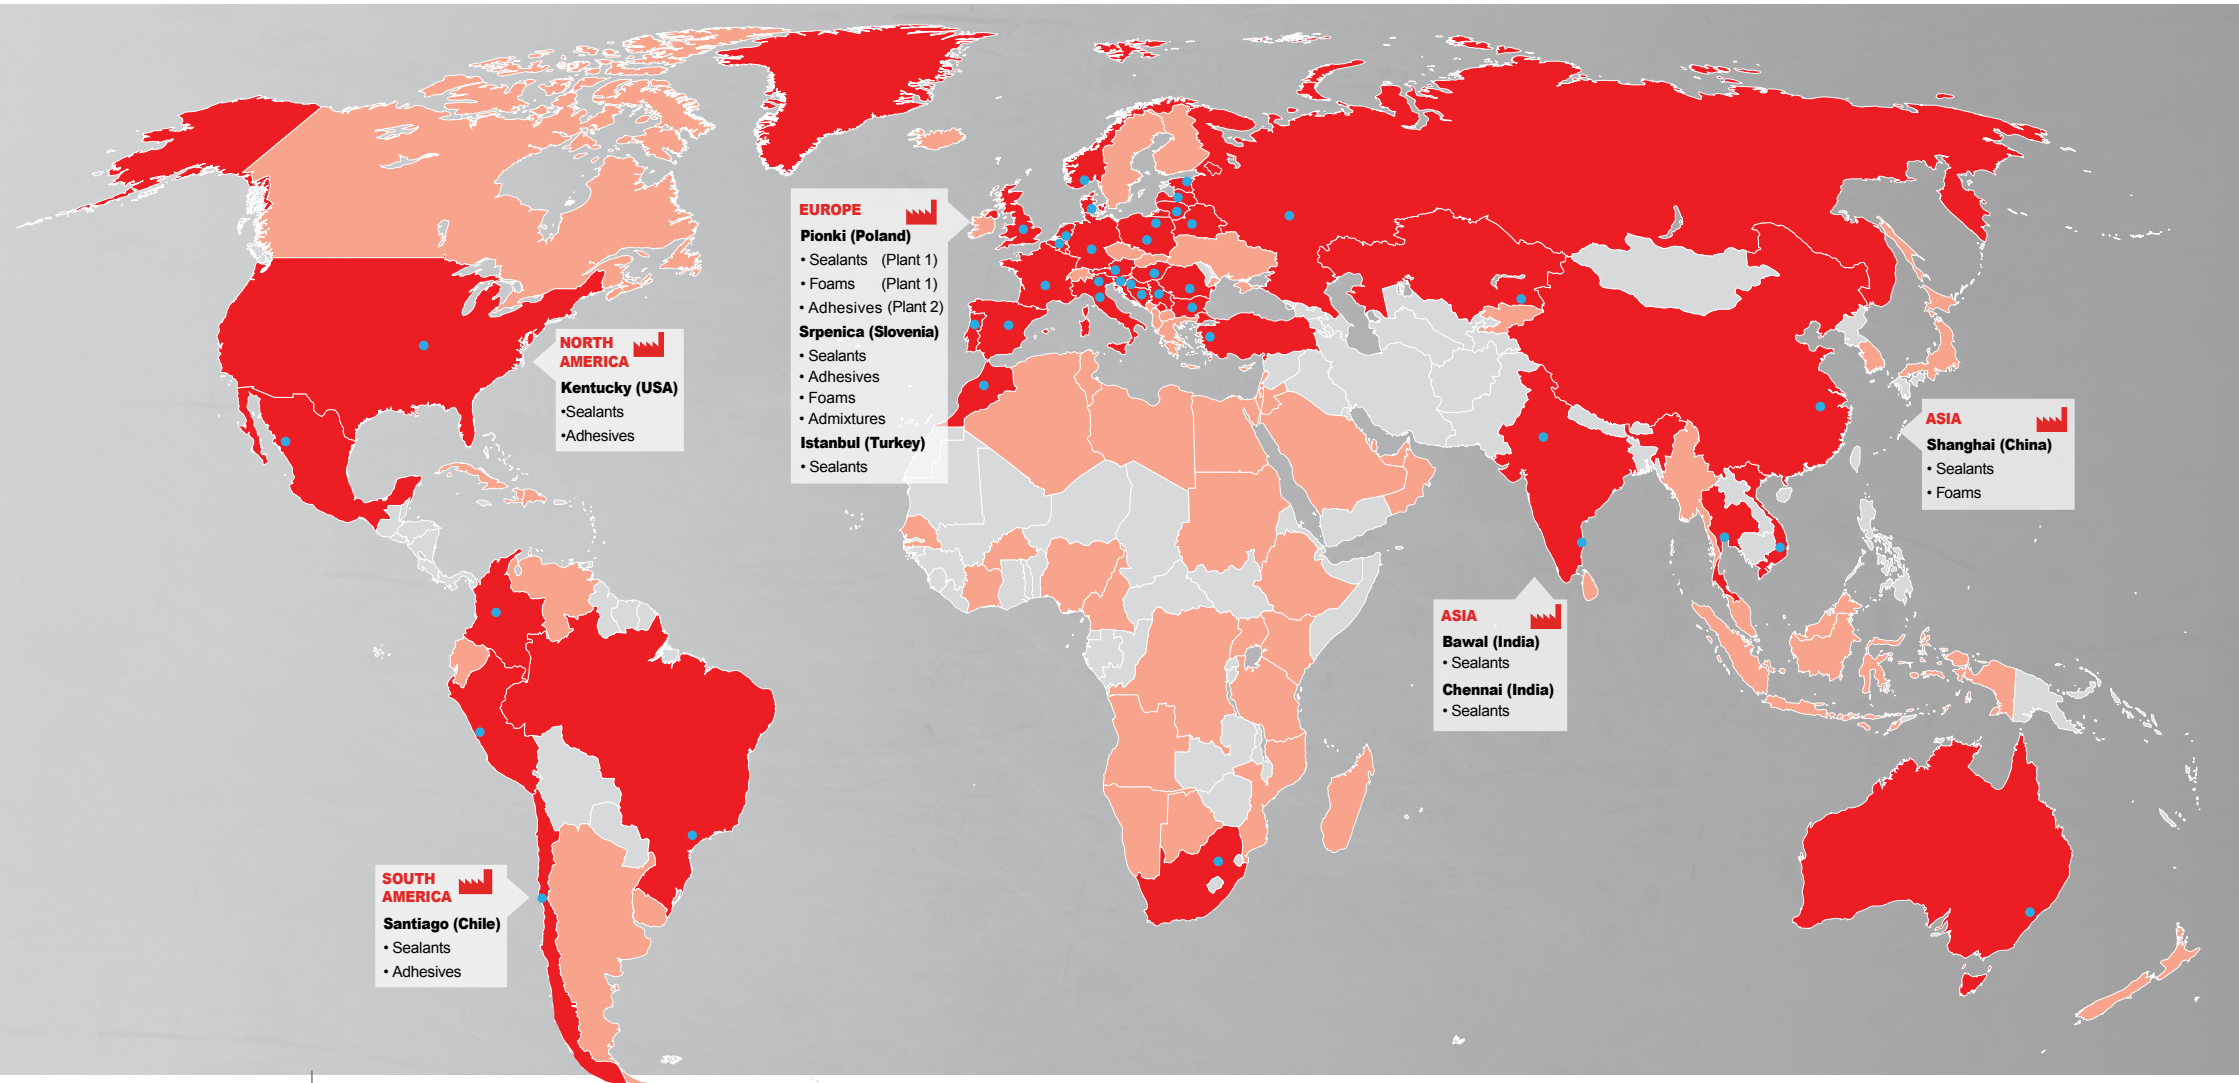 EUROPE
Pionki (Poland)
• Sealants (Plant 1)
• Foams (Plant 1)
• Adhesives (Plant 2)
Srpenica (Slovenia)
• Sealants
• Adhesives
• Foams
• Admixtures
Istanbul (Turkey)
• Sealants
NORTH
AMERICA
Kentucky (USA)
•Sealants
•Adhesives
ASIA
Shanghai (China)
• Sealants
• Foams
ASIA
Bawal (India)
• Sealants
Chennai (India)
• Sealants
SOUTH
AMERICA
Santiago (Chile)
• Sealants
• Adhesives